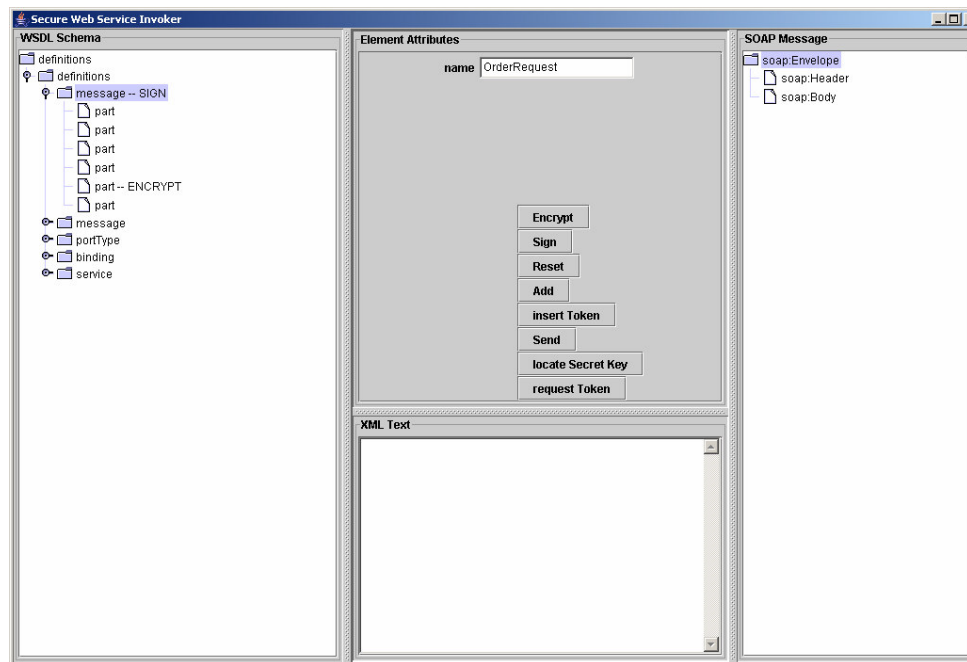 Secure Web Service Invoker
WSDL Schema
definitions
definitions
message -- SIGN
part
part
part
part
part -- ENCRYPT
part
message
portType
binding
service
Element Attributes
name OrderRequest
Encrypt
Sign
Reset
Add
insert Token
Send
locate Secret Key
request Token
XML Text
SOAP Message
soap:Envelope
soap:Header
soap:Body